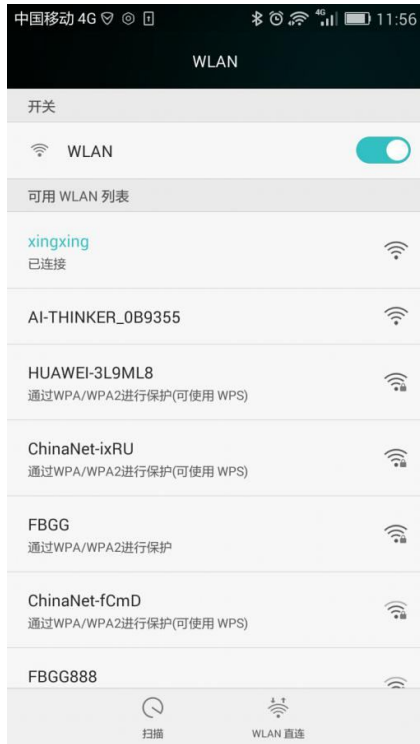 中国移动 4G 4G 11:56
WLAN
开关
WLAN
可用 WLAN 列表
xingxing
已连接
AI-THINKER_0B9355
HUAWEI-3L9ML8
通过WPA/WPA2进行保护(可使用 WPS)
ChinaNet-ixRU
通过WPA/WPA2进行保护(可使用 WPS)
FBGG
通过WPA/WPA2进行保护
ChinaNet-fCmD
通过WPA/WPA2进行保护(可使用 WPS)
FBGG888
扫描 WLAN 直连